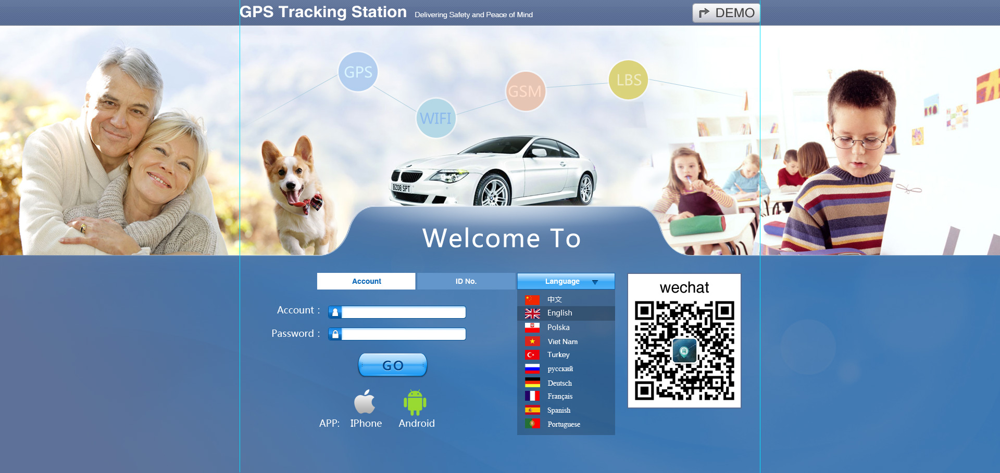 GPS Tracking Station Delivering Safety and Peace of Mind
DEMO
GPS
WIFI
GSM
LBS
BZ08 SPT
Welcome To
Account
ID No.
Language
Account :
Password :
GO
APP: IPhone Android
中文
English
Polska
Viet Nam
Turkey
русский
Deutsch
Français
Spanish
Portuguese
wechat